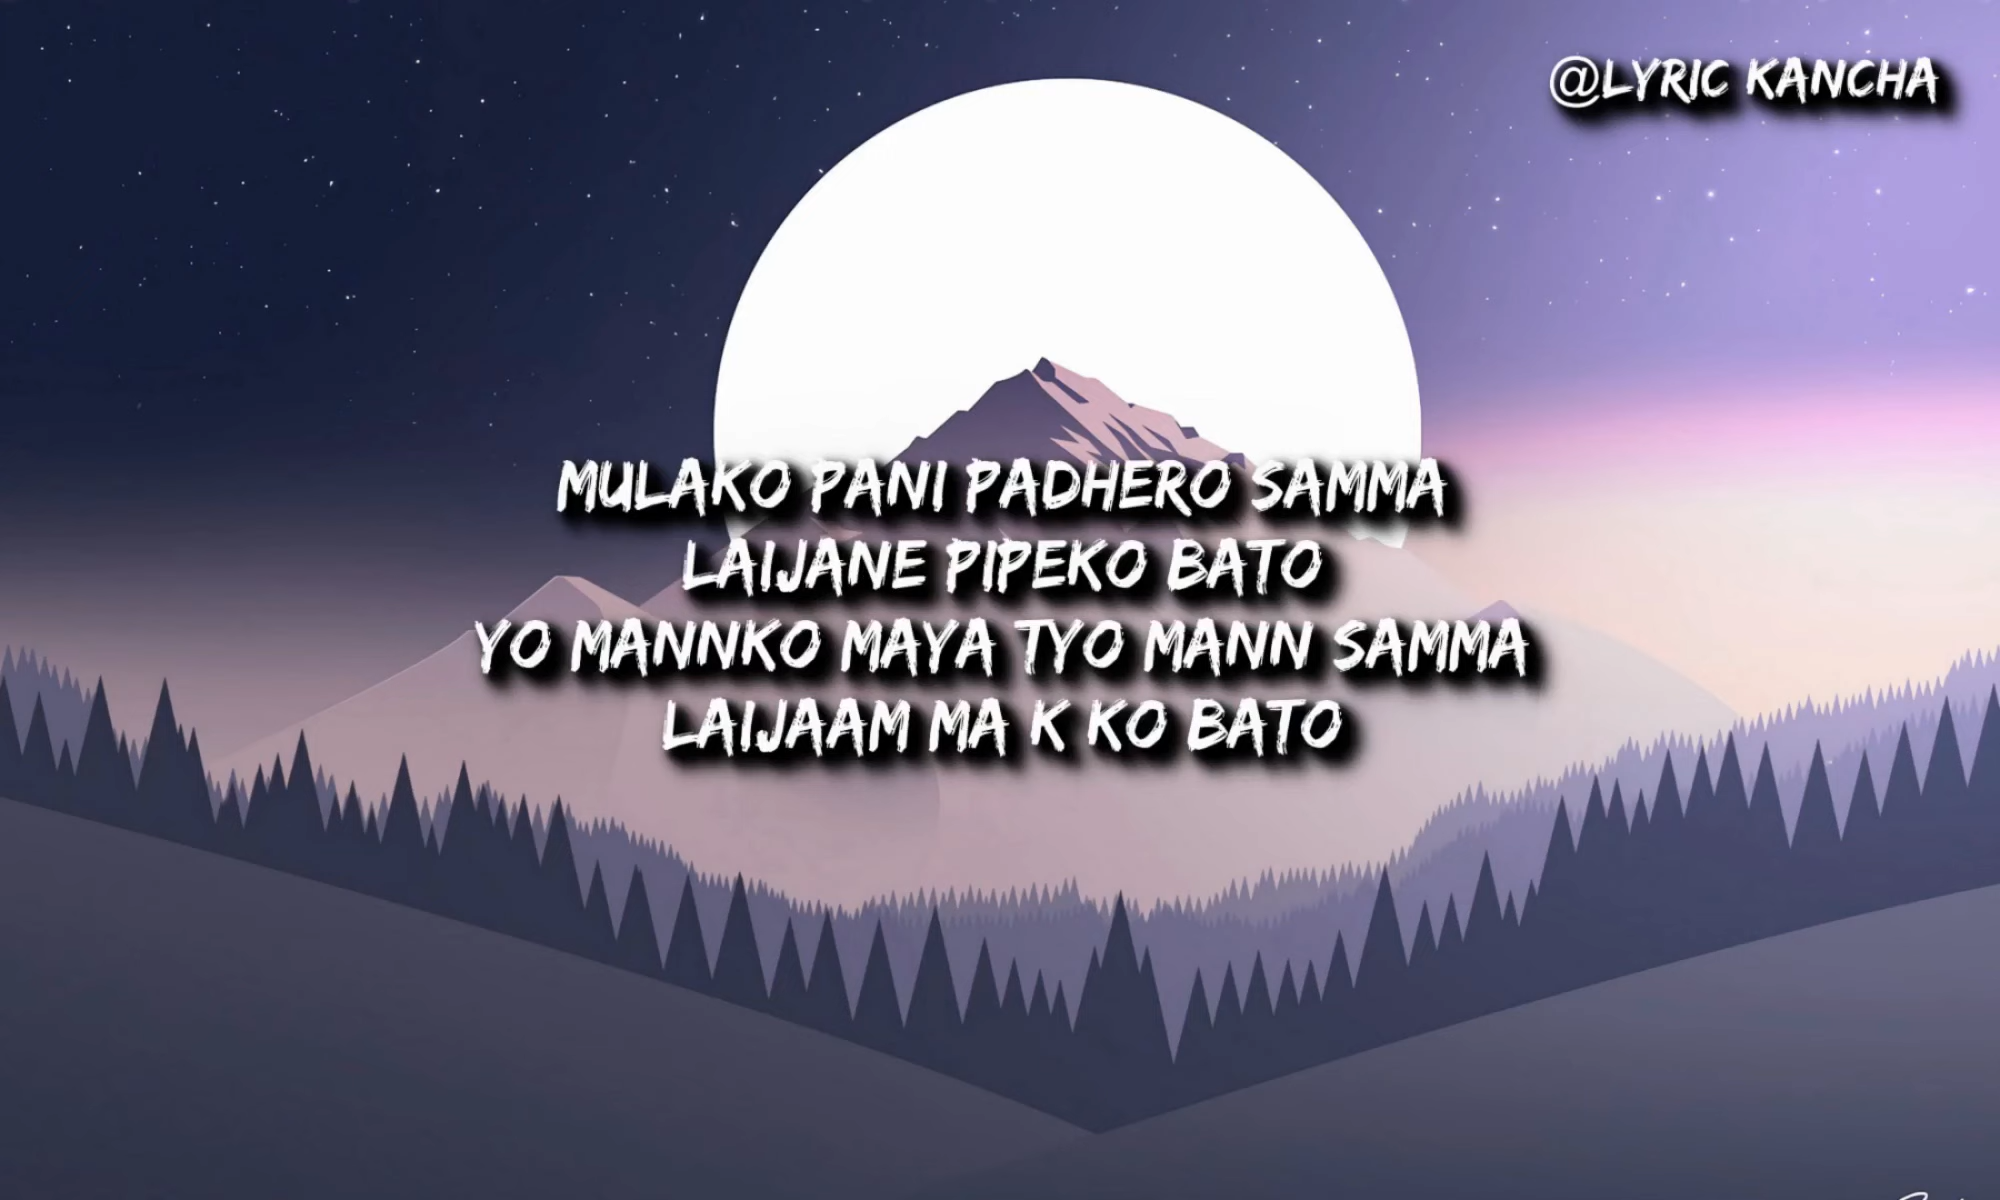 @LYRIC KANCHA
MULAKO PANI PADHERO SAMMA
LAIJANE PIPEKO BATO
YO MANNKO MAYA TYO MANN SAMMA
LAIJAAM MA K KO BATO